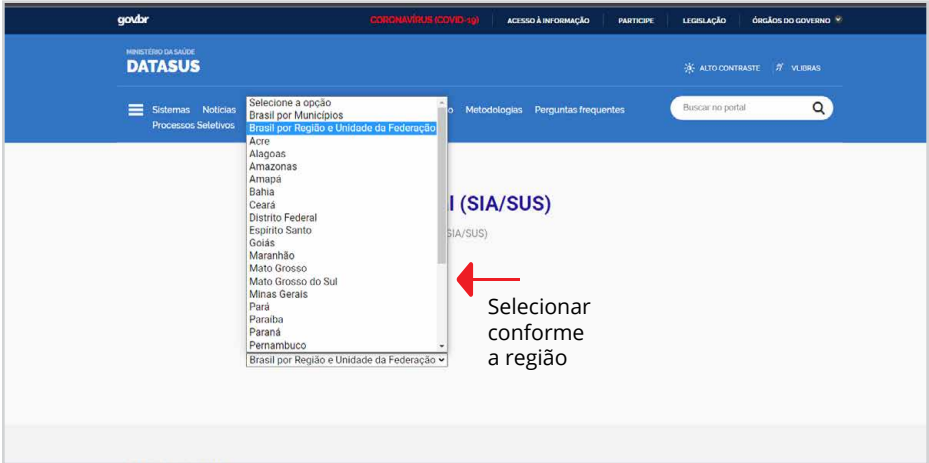 gov.br
CORONAVÍRUS (COVID-19)
ACESSO À INFORMAÇÃO
PARTICIPE
LEGISLAÇÃO
ÓRGÃOS DO GOVERNO
MINISTÉRIO DA SAÚDE
DATASUS
ALTO CONTRASTE
VLIBRAS
Sistemas Notícias
o Metodologias Perguntas frequentes
Processos Seletivos
Buscar no portal
Selecione a opção
Brasil por Municípios
Brasil por Região e Unidade da Federação
Acre
Alagoas
Amazonas
Amapá
Bahia
Ceará
Distrito Federal
Espírito Santo
Goiás
Maranhão
Mato Grosso
Mato Grosso do Sul
Minas Gerais
Pará
Paraíba
Paraná
Pernambuco
Brasil por Região e Unidade da Federação
l (SIA/SUS)
SIA/SUS)
Selecionar
conforme
a região